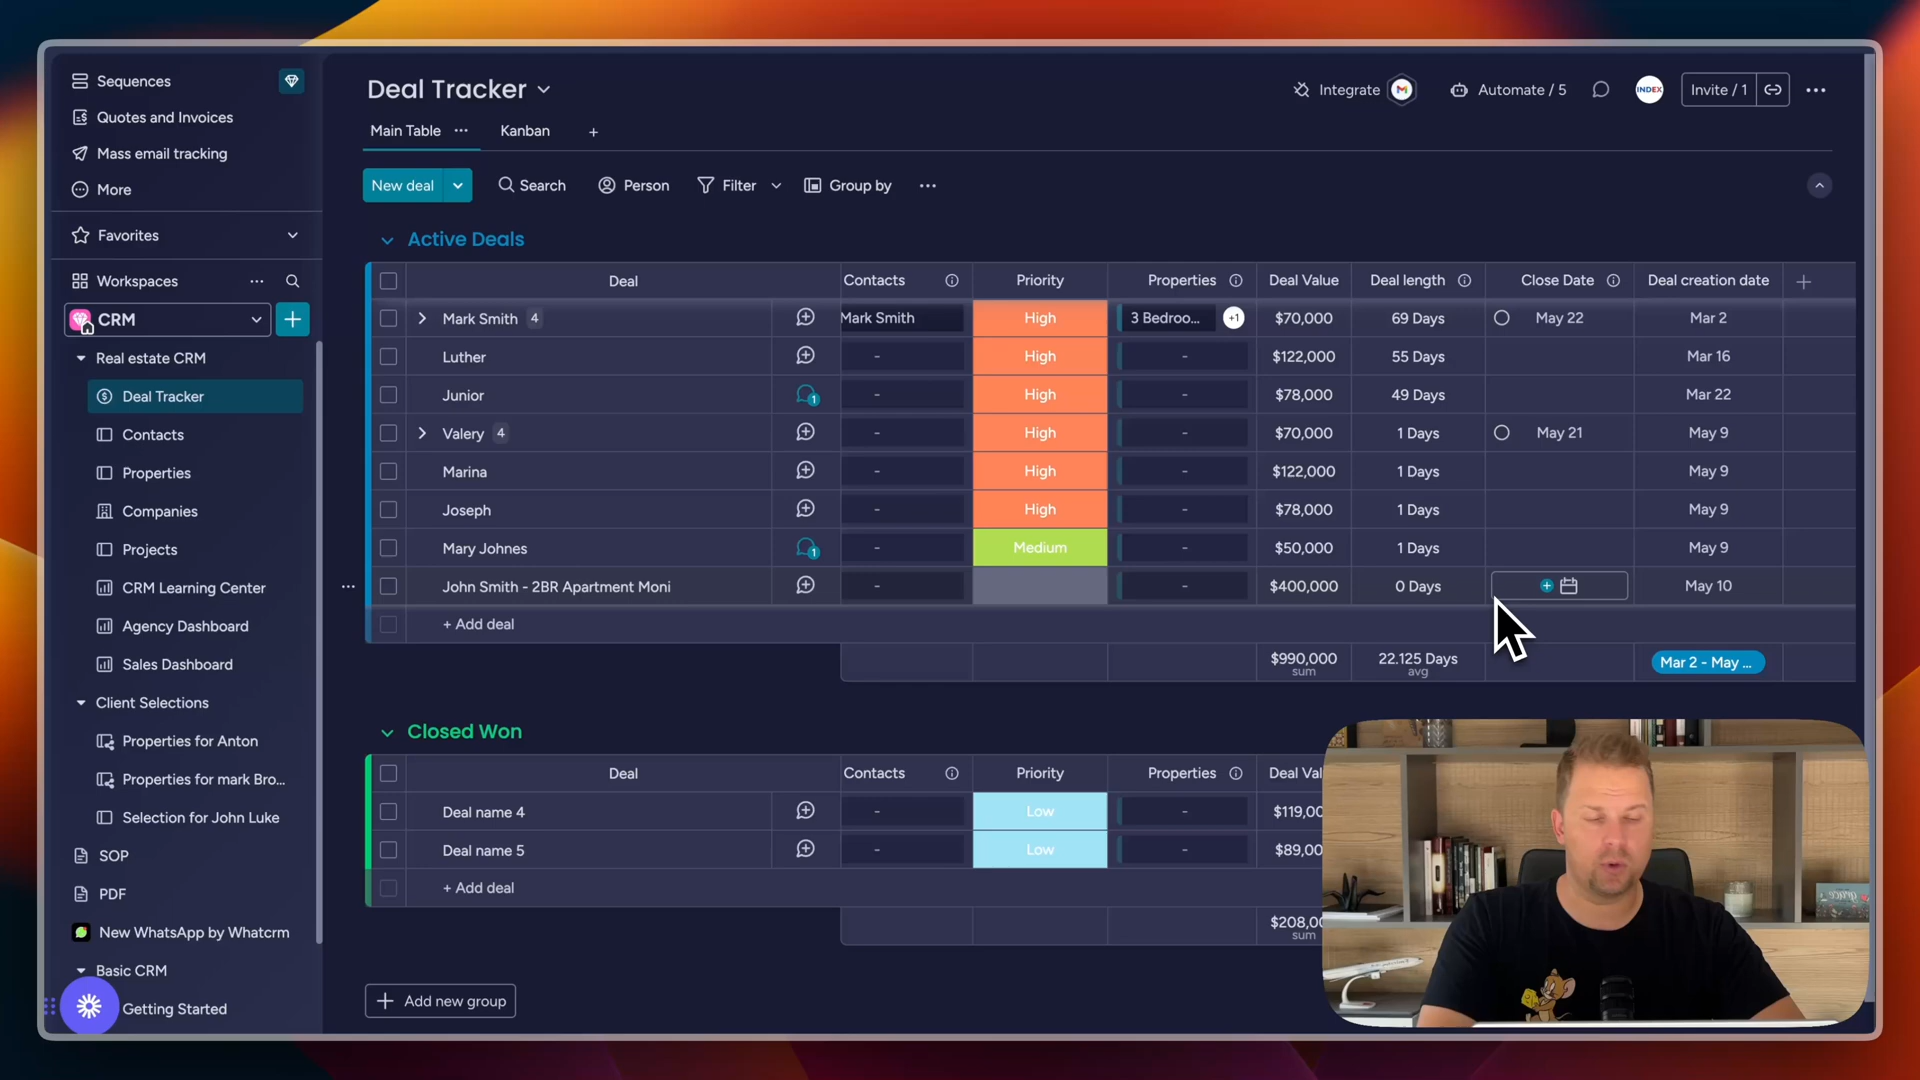 Sequences
Quotes and Invoices
Mass email tracking
More
Favorites
Workspaces
CRM
Real estate CRM
Deal Tracker
Contacts
Properties
Companies
Projects
CRM Learning Center
Agency Dashboard
Sales Dashboard
Client Selections
Properties for Anton
Properties for mark Bro...
Selection for John Luke
SOP
PDF
New WhatsApp by Whatcrm
Basic CRM
Getting Started
Deal Tracker
Integrate M Automate / 5 INDEX Invite / 1
Main Table Kanban
New deal Search Person Filter Group by
Active Deals
Deal Contacts Priority Properties Deal Value Deal length Close Date Deal creation date
Mark Smith 4 Mark Smith High 3 Bedroo... +1 $70,000 69 Days May 22 Mar 2
Luther - High - $122,000 55 Days Mar 16
Junior 1 - High - $78,000 49 Days Mar 22
Valery 4 - High - $70,000 1 Days May 21 May 9
Marina - High - $122,000 1 Days May 9
Joseph - High - $78,000 1 Days May 9
Mary Johnes 1 - Medium - $50,000 1 Days May 9
John Smith - 2BR Apartment Moni - - $400,000 0 Days May 10
+ Add deal
$990,000 22.125 Days Mar 2 - May ...
sum avg
Closed Won
Deal Contacts Priority Properties Deal Val
Deal name 4 - Low - $119,00
Deal name 5 - Low - $89,00
+ Add deal
$208,00
sum
+ Add new group
grace